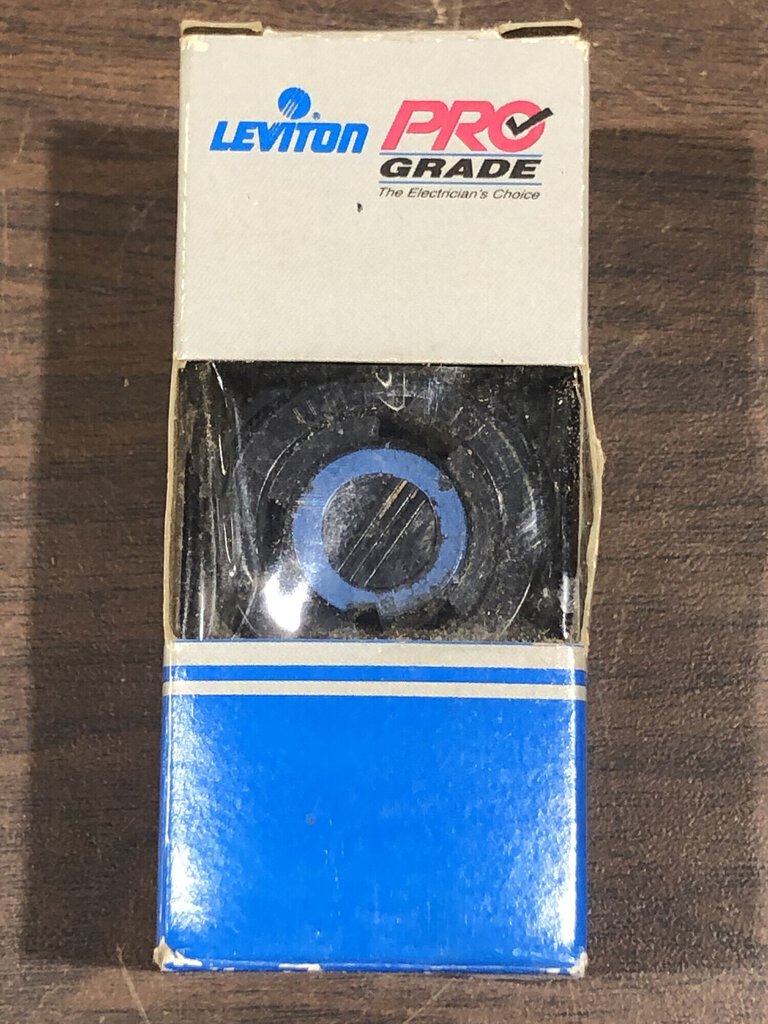 LEVITON®
PRO
GRADE
The Electrician's Choice